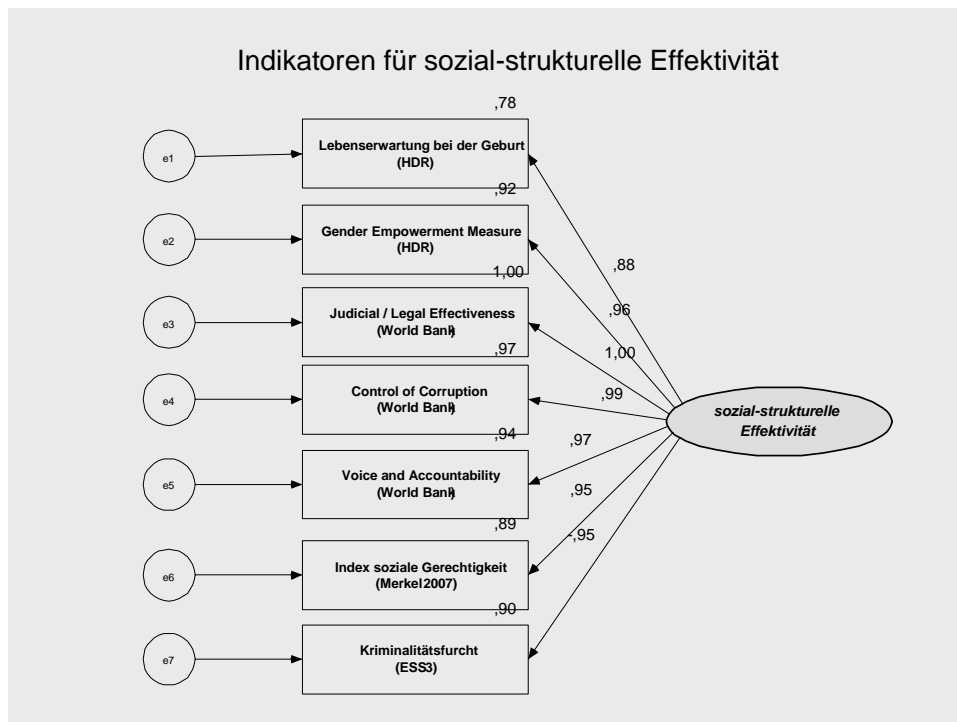 Indikatoren für sozial-strukturelle Effektivität
,78
e1
Lebenserwartung bei der Geburt
(HDR)
,92
e2
Gender Empowerment Measure
(HDR)
1,00
e3
Judicial / Legal Effectiveness
(World Bank)
,97
e4
Control of Corruption
(World Bank)
,94
e5
Voice and Accountability
(World Bank)
,89
e6
Index soziale Gerechtigkeit
(Merkel2007)
,90
e7
Kriminalitätsfurcht
(ESS3)
,88
,96
1,00
,99
,97
,95
-,95
sozial-strukturelle
Effektivität